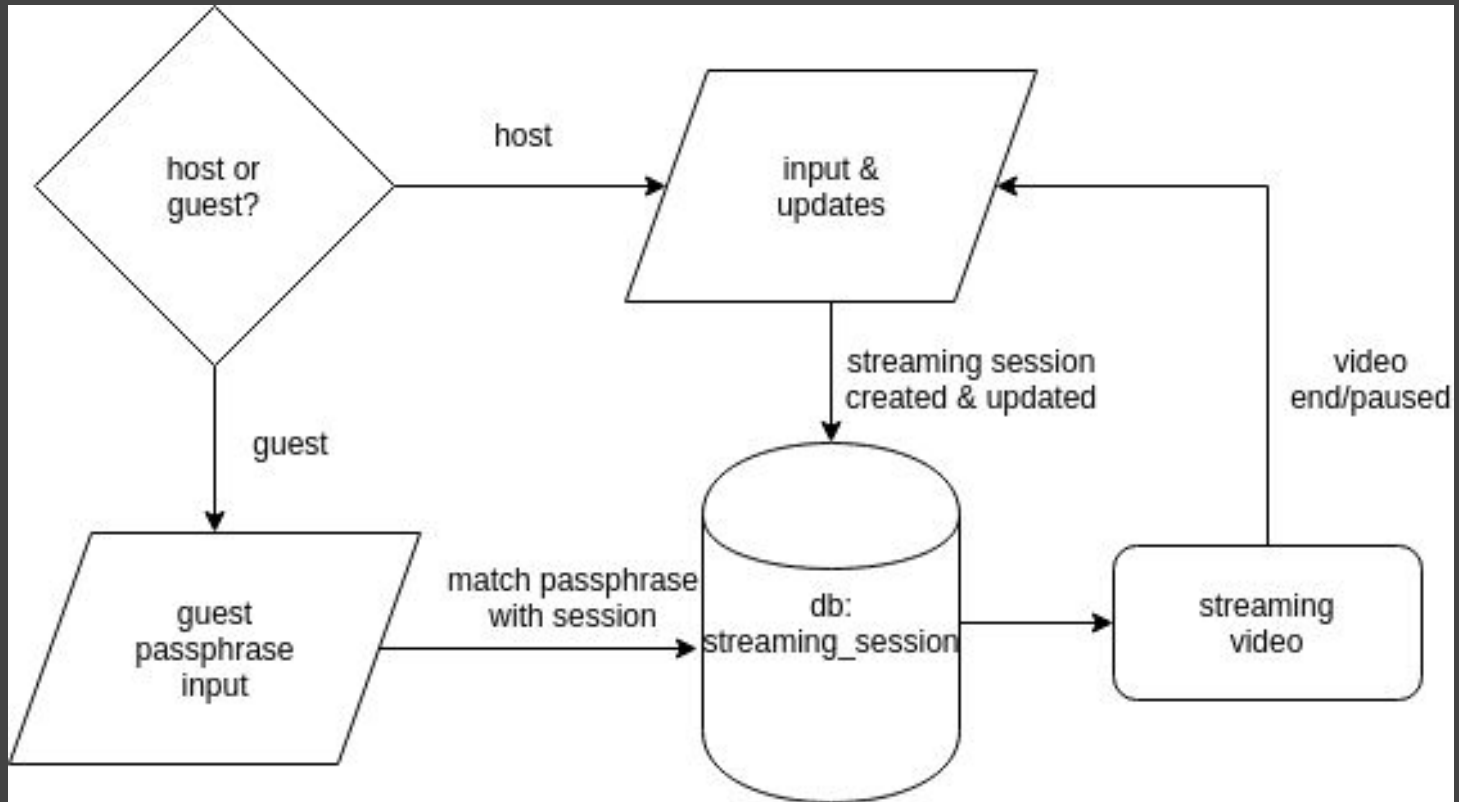 host or
guest?
host
input &
updates
streaming session
created & updated
video
end/paused
guest
guest
passphrase
input
match passphrase
with session
db:
streaming_session
streaming
video